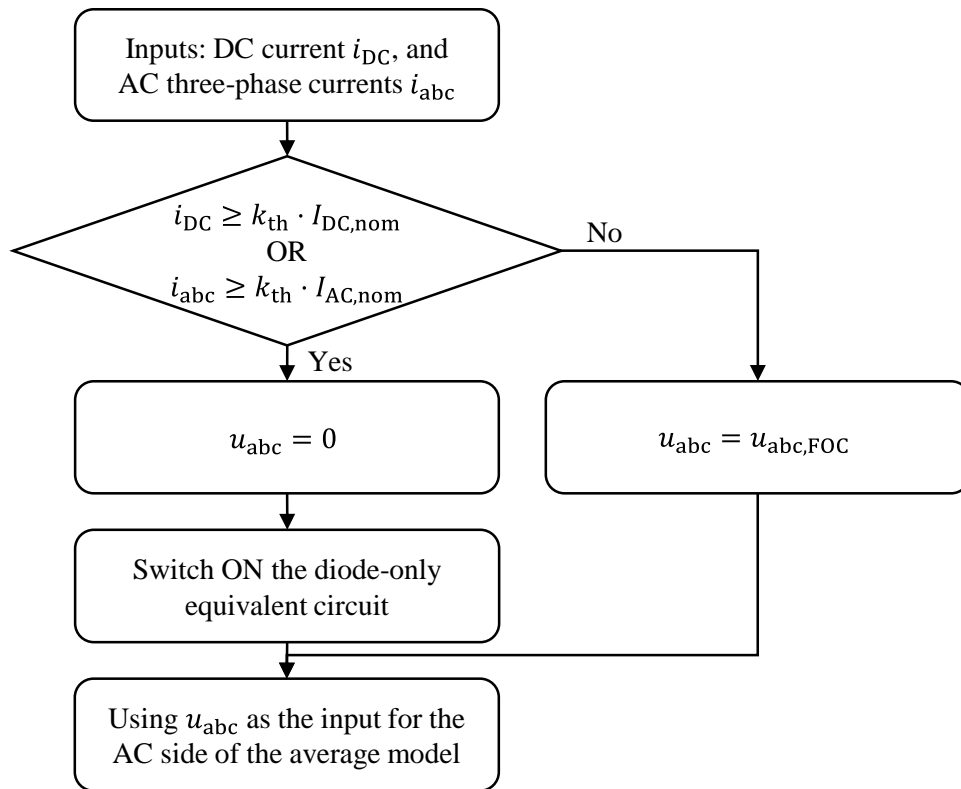 Inputs: DC current i_DC, and
AC three-phase currents i_abc
i_DC ≥ k_th · I_DC,nom
OR
i_abc ≥ k_th · I_AC,nom
No
Yes
u_abc = 0
u_abc = u_abc,FOC
Switch ON the diode-only
equivalent circuit
Using u_abc as the input for the
AC side of the average model